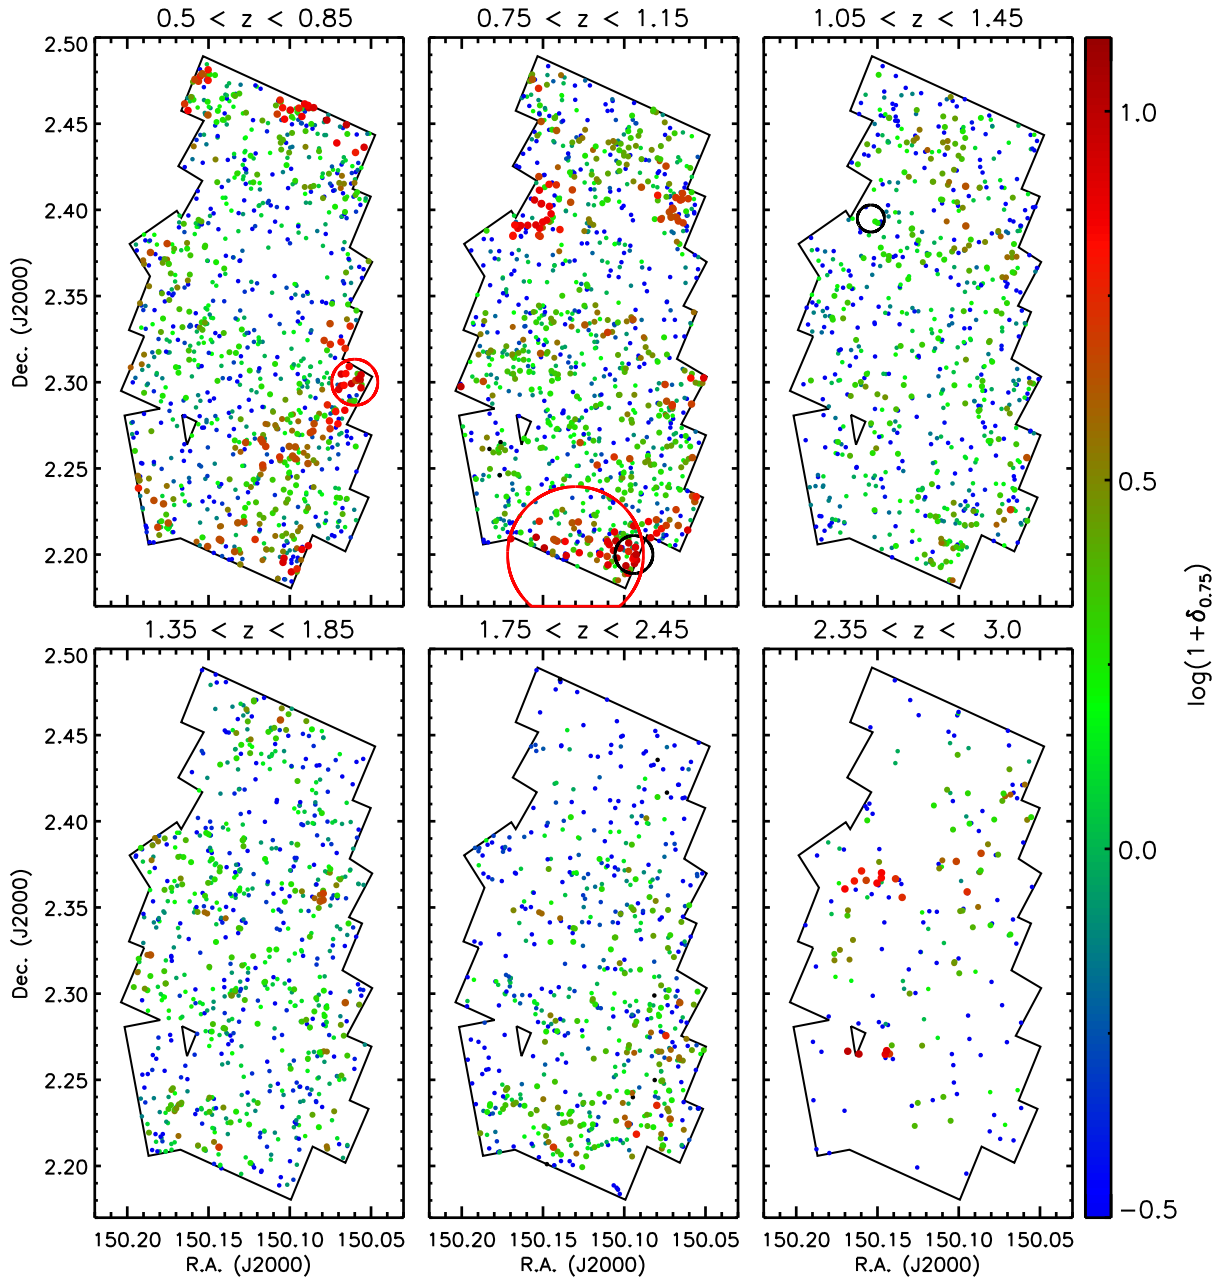 0.5 < z < 0.85
0.75 < z < 1.15
1.05 < z < 1.45
2.50
2.45
2.40
2.35
2.30
2.25
2.20
Dec. (J2000)
1.0
0.5
0.0
−0.5
log(1+δ0.75)
1.35 < z < 1.85
1.75 < z < 2.45
2.35 < z < 3.0
2.50
2.45
2.40
2.35
2.30
2.25
2.20
Dec. (J2000)
150.20 150.15 150.10 150.05
150.20 150.15 150.10 150.05
150.20 150.15 150.10 150.05
R.A. (J2000)
R.A. (J2000)
R.A. (J2000)